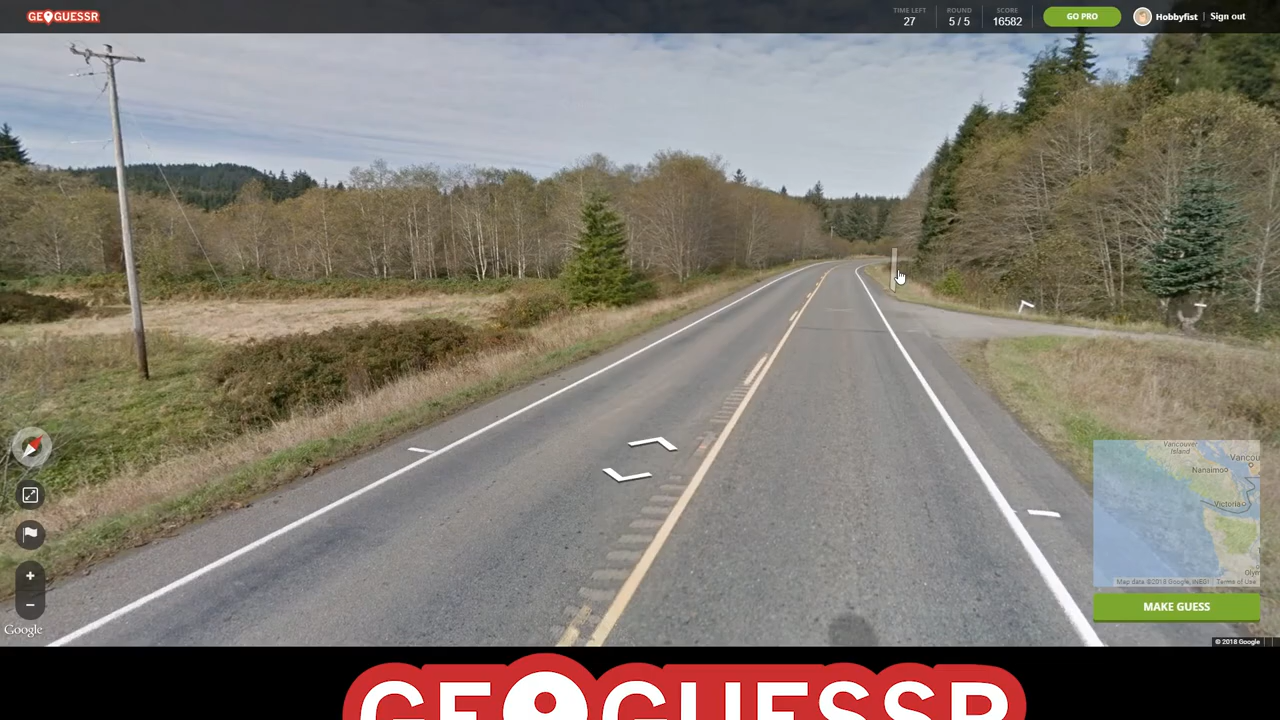 GEOGUESSR
TIME LEFT
27
ROUND
5 / 5
SCORE
16582
GO PRO
Hobbyfist | Sign out
Vancouver
Island
Vancou
Nanaimo
Victoria
Olym
Map data ©2018 Google, INEGI
Terms of Use
MAKE GUESS
Google
© 2018 Google
GEOGUESSR